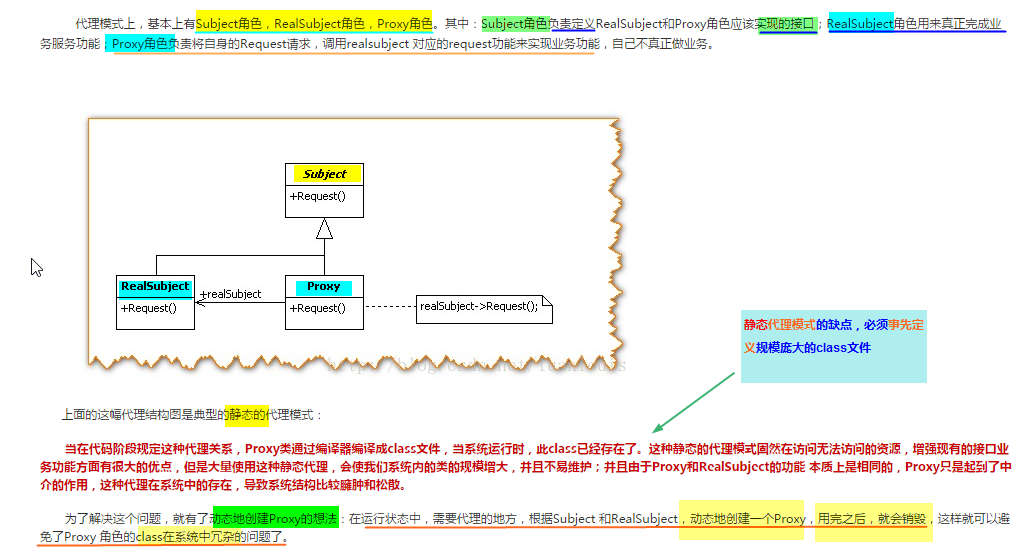 代理模式上，基本上有Subject角色，RealSubject角色，Proxy角色。其中：Subject角色负责定义RealSubject和Proxy角色应该实现的接口；RealSubject角色用来真正完成业
务服务功能；Proxy角色负责将自身的Request请求，调用realsubject 对应的request功能来实现业务功能，自己不真正做业务。
Subject
+Request()
RealSubject
+Request()
+realSubject
Proxy
+Request()
realSubject->Request();
静态代理模式的缺点，必须事先定
义规模庞大的class文件
上面的这幅代理结构图是典型的静态的代理模式：
当在代码阶段规定这种代理关系，Proxy类通过编译器编译成class文件，当系统运行时，此class已经存在了。这种静态的代理模式固然在访问无法访问的资源，增强现有的接口业
务功能方面有很大的优点，但是大量使用这种静态代理，会使我们系统内的类的规模增大，并且不易维护；并且由于Proxy和RealSubject的功能 本质上是相同的，Proxy只是起到了中
介的作用，这种代理在系统中的存在，导致系统结构比较臃肿和松散。
为了解决这个问题，就有了动态地创建Proxy的想法：在运行状态中，需要代理的地方，根据Subject 和RealSubject，动态地创建一个Proxy，用完之后，就会销毁，这样就可以避
免了Proxy 角色的class在系统中冗杂的问题了。